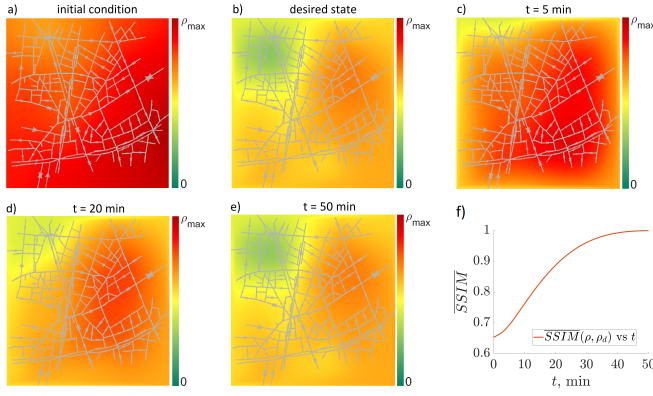 a) initial condition
ρmax
0
b) desired state
ρmax
0
c) t = 5 min
ρmax
0
d) t = 20 min
ρmax
0
e) t = 50 min
ρmax
0
f)
1
0.9
0.8
0.7
0.6
SSIM
SSIM(ρ, ρd) vs t
0 10 20 30 40 50
t, min